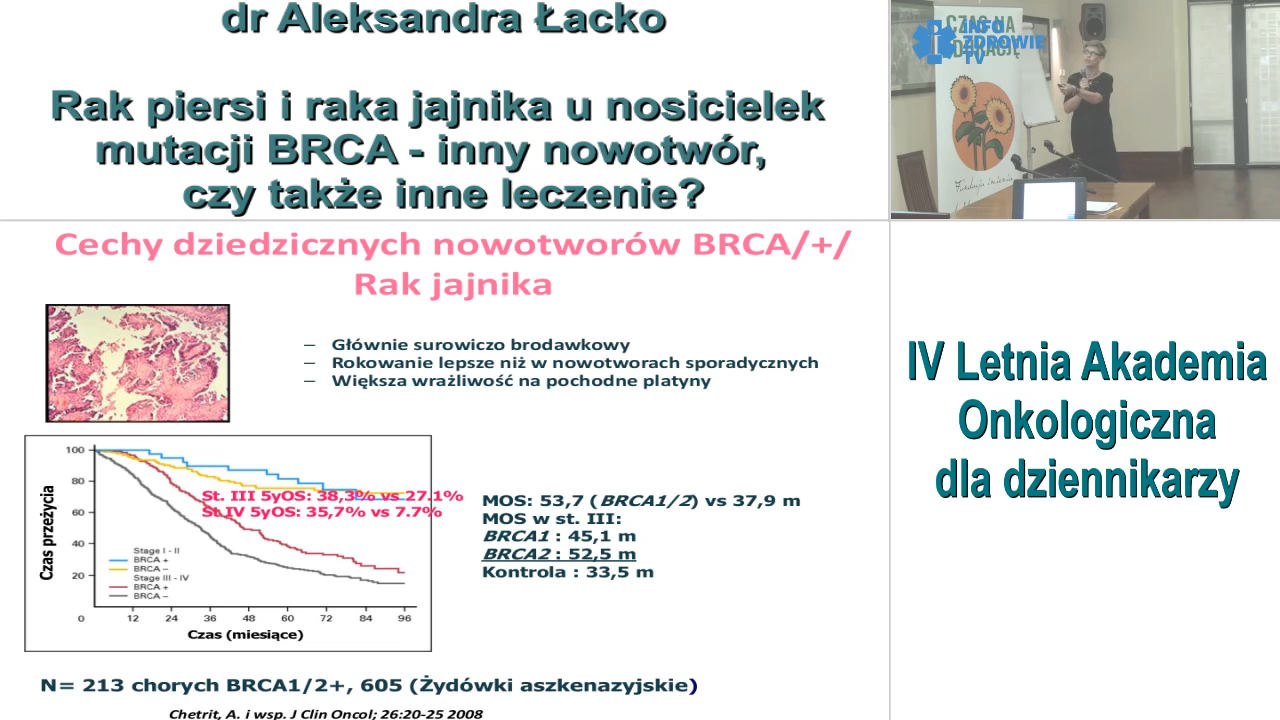 dr Aleksandra Łacko
Rak piersi i raka jajnika u nosicielek
mutacji BRCA - inny nowotwór,
czy także inne leczenie?
INFO
ZDROWIE
TV
CZAS NA
Cechy dziedzicznych nowotworów BRCA/+/
Rak jajnika
– Głównie surowiczo brodawkowy
– Rokowanie lepsze niż w nowotworach sporadycznych
– Większa wrażliwość na pochodne platyny
IV Letnia Akademia
Onkologiczna
dla dziennikarzy
Czas przeżycia
100
80
60
40
20
St. III 5yOS: 38,3% vs 27.1%
St IV 5yOS: 35,7% vs 7.7%
Stage I - II
BRCA +
BRCA –
Stage III - IV
BRCA +
BRCA –
0 12 24 36 48 60 72 84 96
Czas (miesiące)
MOS: 53,7 (BRCA1/2) vs 37,9 m
MOS w st. III:
BRCA1 : 45,1 m
BRCA2 : 52,5 m
Kontrola : 33,5 m
N= 213 chorych BRCA1/2+, 605 (Żydówki aszkenazyjskie)
Chetrit, A. i wsp. J Clin Oncol; 26:20-25 2008